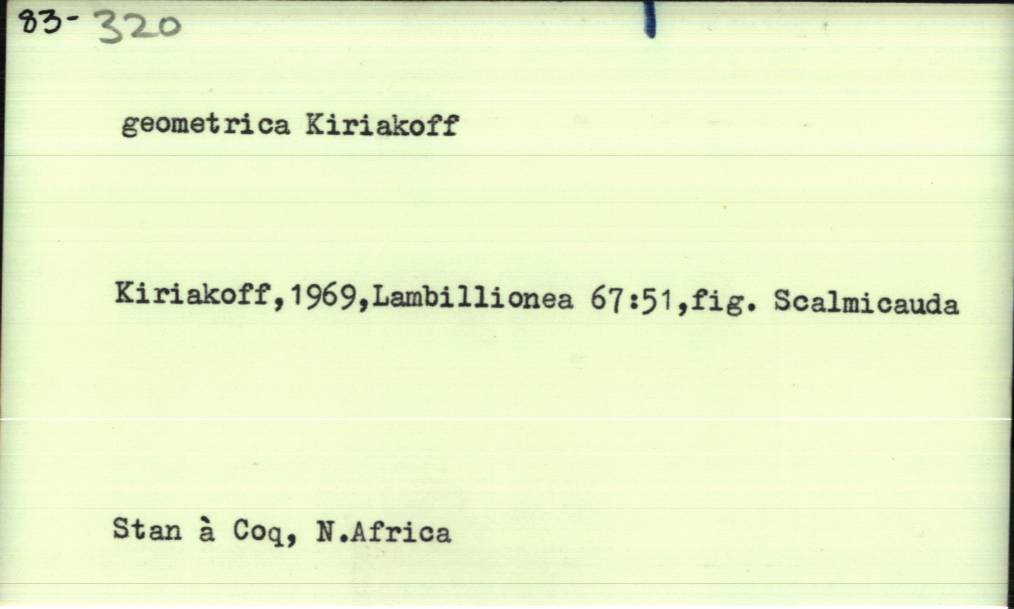 83-320
geometrica Kiriakoff
Kiriakoff,1969,Lambillionea 67:51,fig. Scalmicauda
Stan à Coq, N.Africa